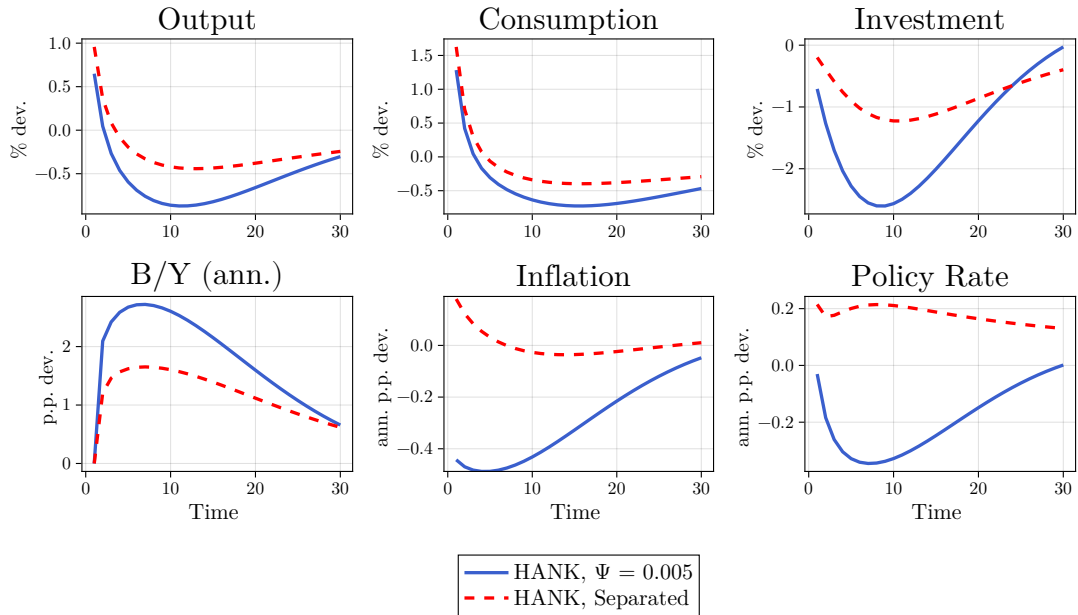 Output
Consumption
Investment
% dev.
1.0
0.5
0.0
−0.5
0
10
20
30
% dev.
1.5
1.0
0.5
0.0
−0.5
0
10
20
30
% dev.
0
−1
−2
0
10
20
30
B/Y (ann.)
Inflation
Policy Rate
p.p. dev.
2
1
0
0
10
20
30
Time
ann. p.p. dev.
0.0
−0.2
−0.4
0
10
20
30
Time
ann. p.p. dev.
0.2
0.0
−0.2
0
10
20
30
Time
HANK, Ψ = 0.005
HANK, Separated